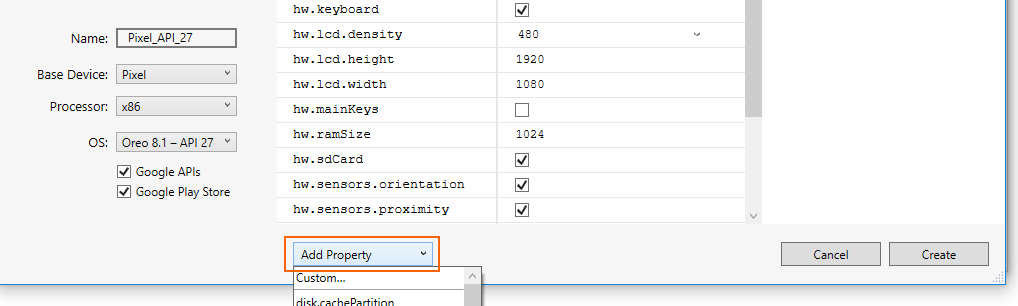 Name: Pixel_API_27
Base Device: Pixel
Processor: x86
OS: Oreo 8.1 – API 27
Google APIs
Google Play Store
hw.keyboard
hw.lcd.density 480
hw.lcd.height 1920
hw.lcd.width 1080
hw.mainKeys
hw.ramSize 1024
hw.sdCard
hw.sensors.orientation
hw.sensors.proximity
Add Property
Custom...
disk.cachePartition
Cancel
Create